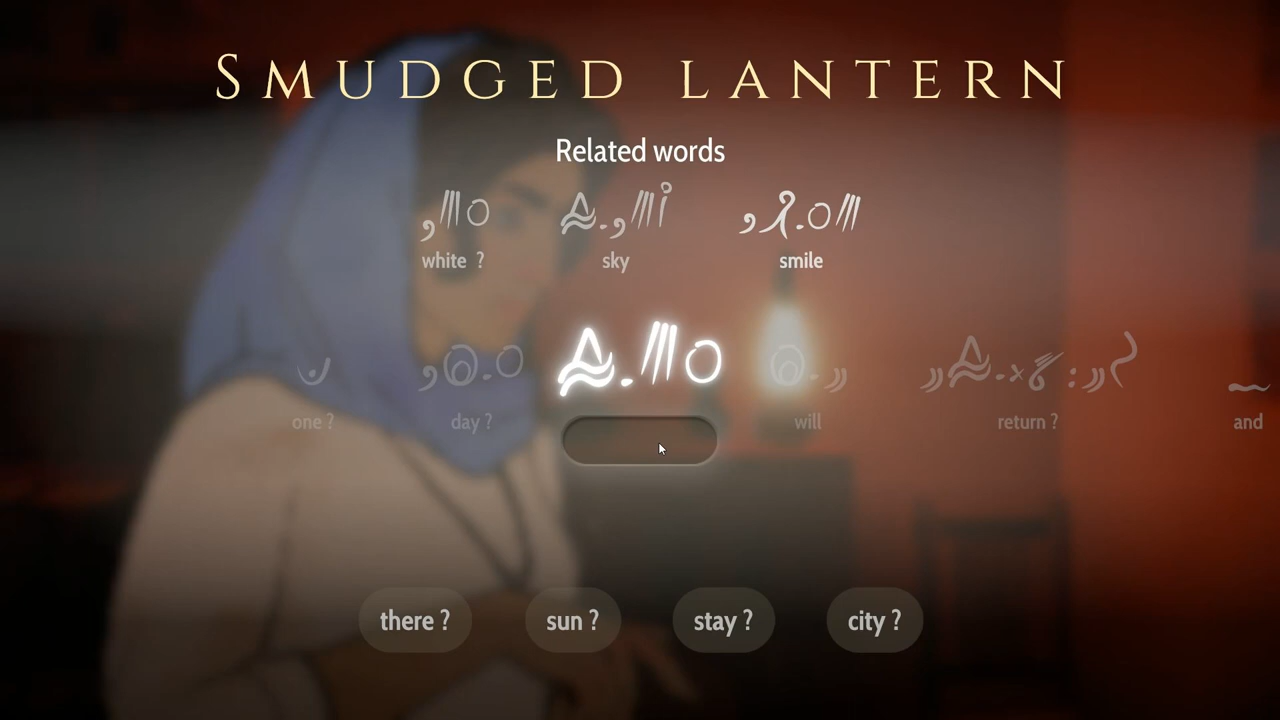 SMUDGED LANTERN
Related words
white ? sky smile
one ? day ? will return ? and
there ? sun ? stay ? city ?